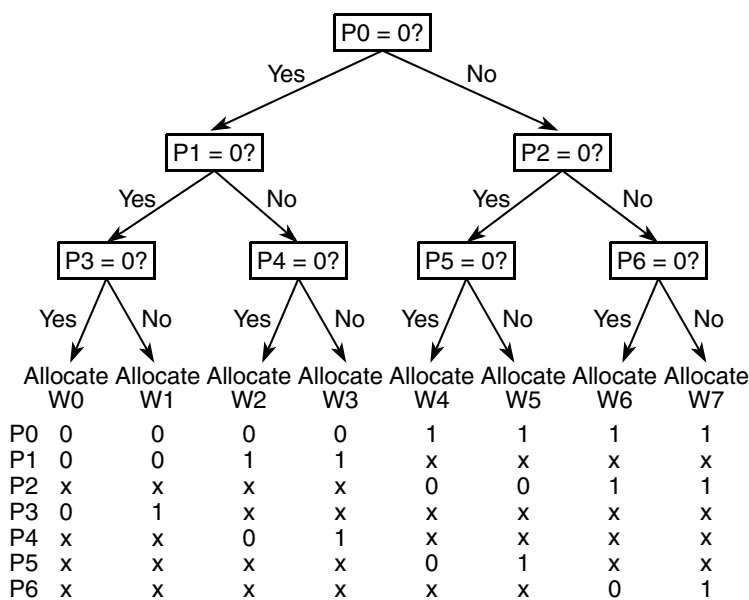 P0 = 0?
Yes No
P1 = 0? P2 = 0?
Yes No Yes No
P3 = 0? P4 = 0? P5 = 0? P6 = 0?
Yes No Yes No Yes No Yes No
Allocate Allocate Allocate Allocate Allocate Allocate Allocate Allocate
W0 W1 W2 W3 W4 W5 W6 W7
P0 0 0 0 0 1 1 1 1
P1 0 0 1 1 x x x x
P2 x x x x 0 0 1 1
P3 0 1 x x x x x x
P4 x x 0 1 x x x x
P5 x x x x 0 1 x x
P6 x x x x x x 0 1